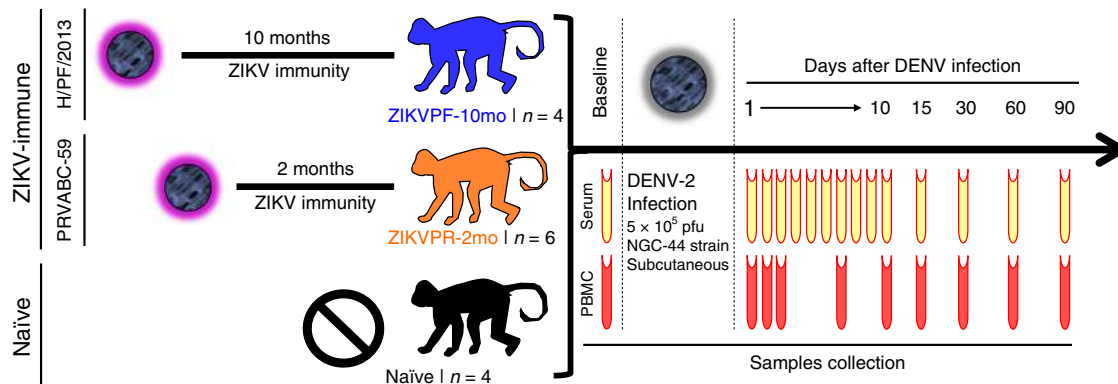 ZIKV-immune
H/PF/2013
10 months
ZIKV immunity
ZIKVPF-10mo | n = 4
PRVABC-59
2 months
ZIKV immunity
ZIKVPR-2mo | n = 6
Naïve
Naïve | n = 4
Baseline
Days after DENV infection
1 10 15 30 60 90
Serum
PBMC
DENV-2
Infection
5 × 10⁵ pfu
NGC-44 strain
Subcutaneous
Samples collection